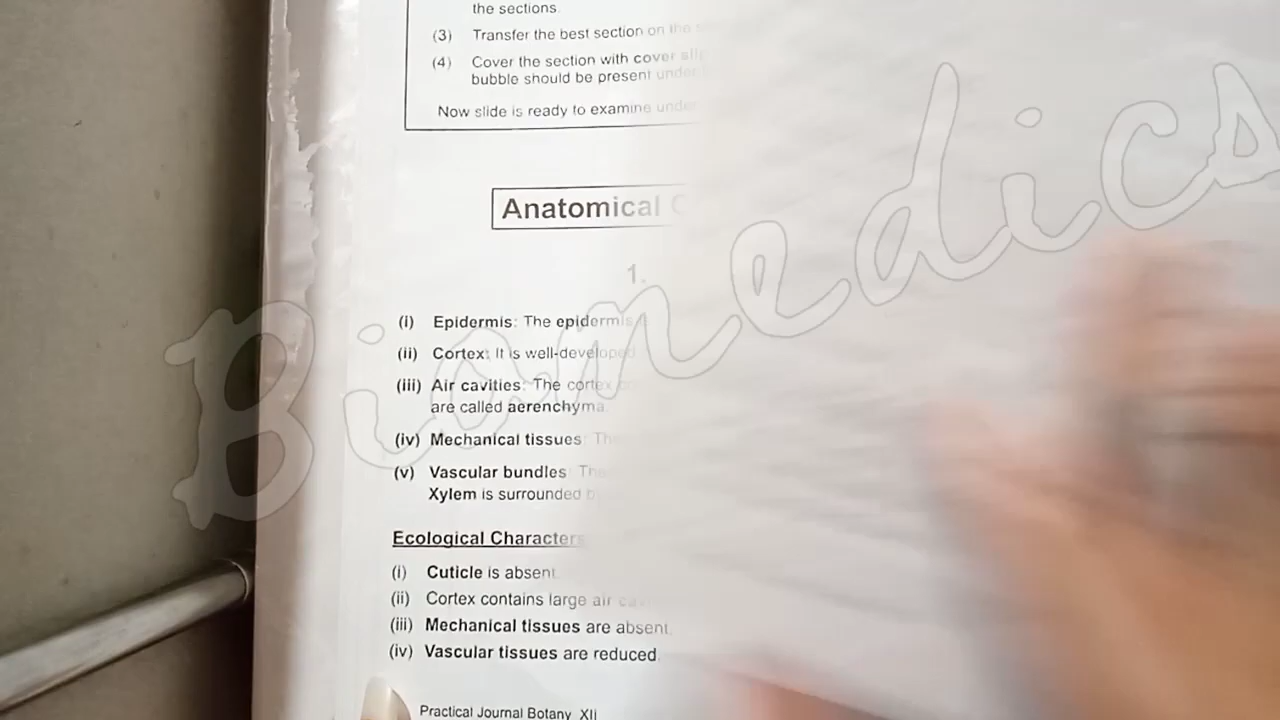 the sections.
(3) Transfer the best section on the
(4) Cover the section with cover slip
bubble should be present under
Now slide is ready to examine under
Anatomical C
1.
(i) Epidermis: The epidermis
(ii) Cortex: It is well-developed
(iii) Air cavities: The cortex
are called aerenchyma.
(iv) Mechanical tissues: Th
(v) Vascular bundles: The
Xylem is surrounded b
Ecological Characters
(i) Cuticle is absent.
(ii) Cortex contains large air cav
(iii) Mechanical tissues are absent.
(iv) Vascular tissues are reduced.
Practical Journal Botany XII
Biomedics